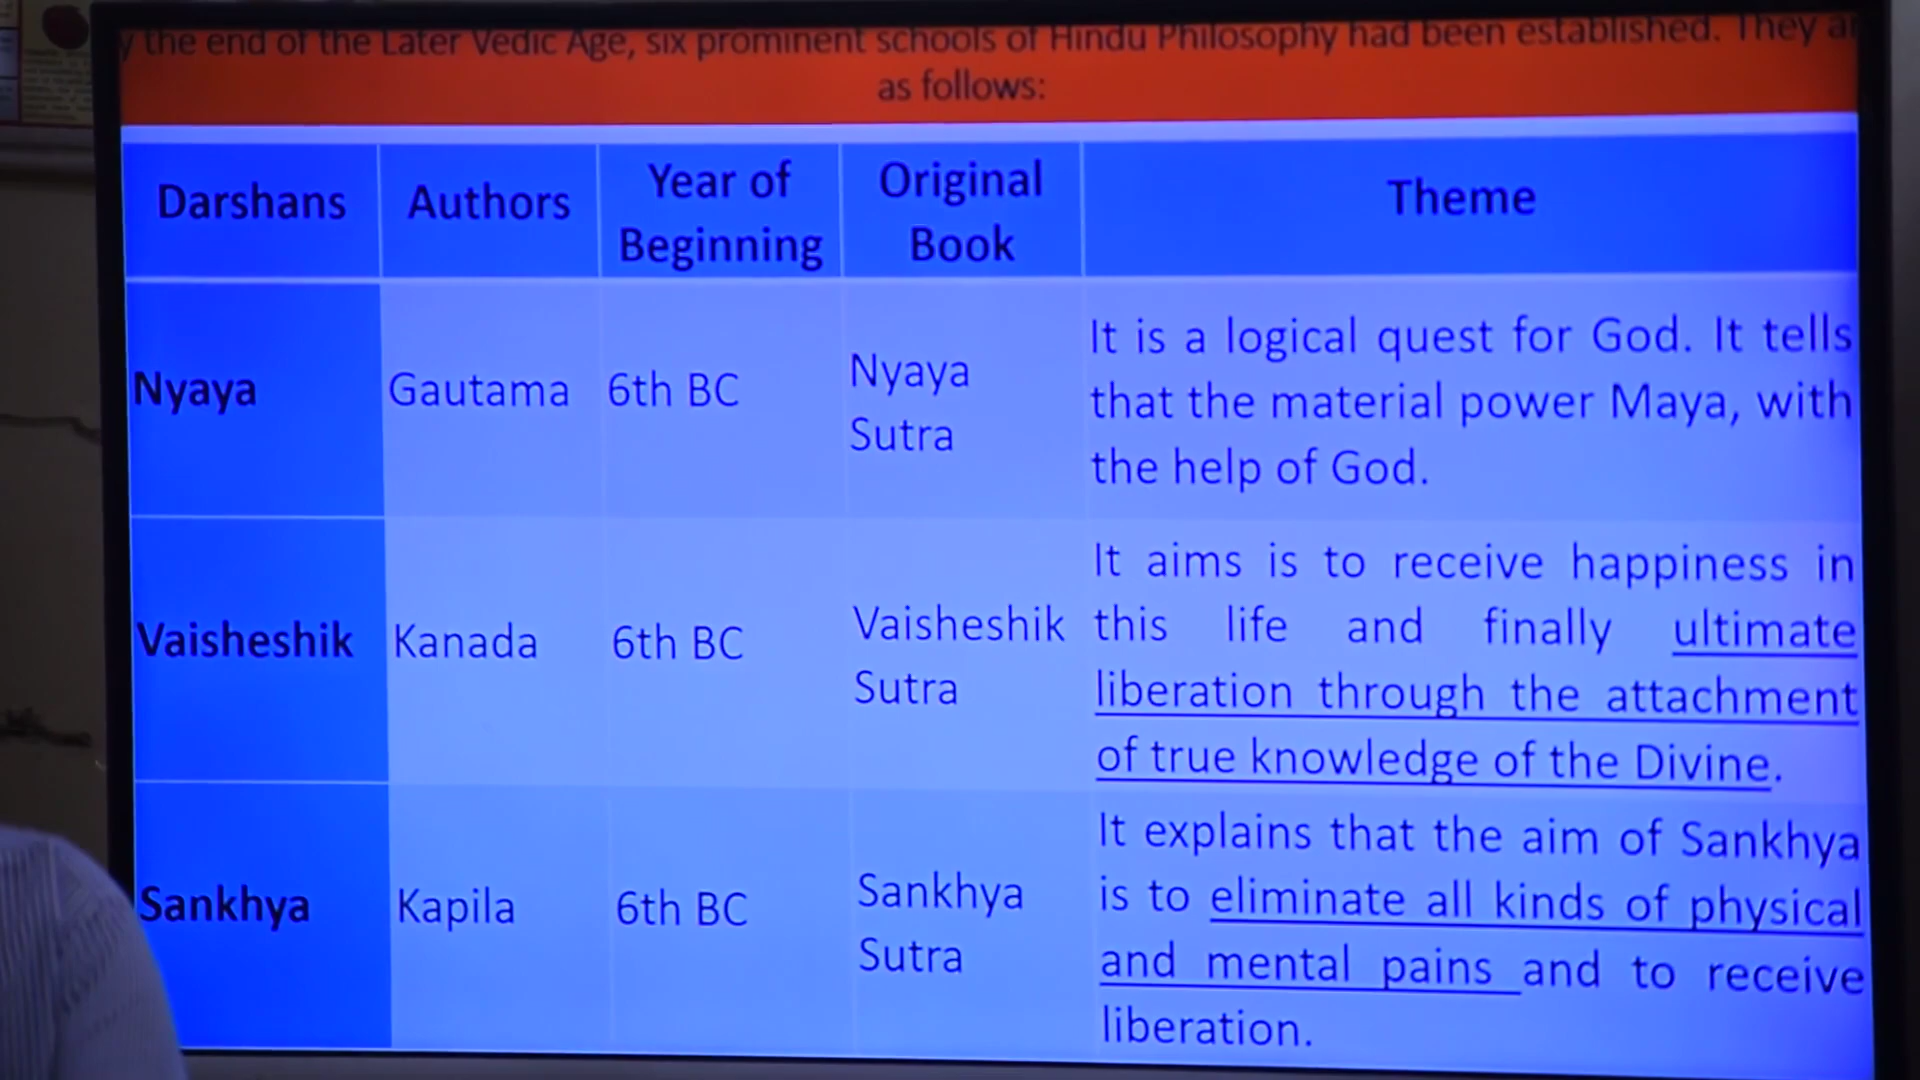 y the end of the Later Vedic Age, six prominent schools of Hindu Philosophy had been established. They
as follows:
Darshans
Authors
Year of
Beginning
Original
Book
Theme
Nyaya
Gautama
6th BC
Nyaya
Sutra
It is a logical quest for God. It tells
that the material power Maya, with
the help of God.
Vaisheshik
Kanada
6th BC
Vaisheshik
Sutra
It aims is to receive happiness in
this life and finally ultimate
liberation through the attachment
of true knowledge of the Divine.
Sankhya
Kapila
6th BC
Sankhya
Sutra
It explains that the aim of Sankhya
is to eliminate all kinds of physical
and mental pains and to receive
liberation.